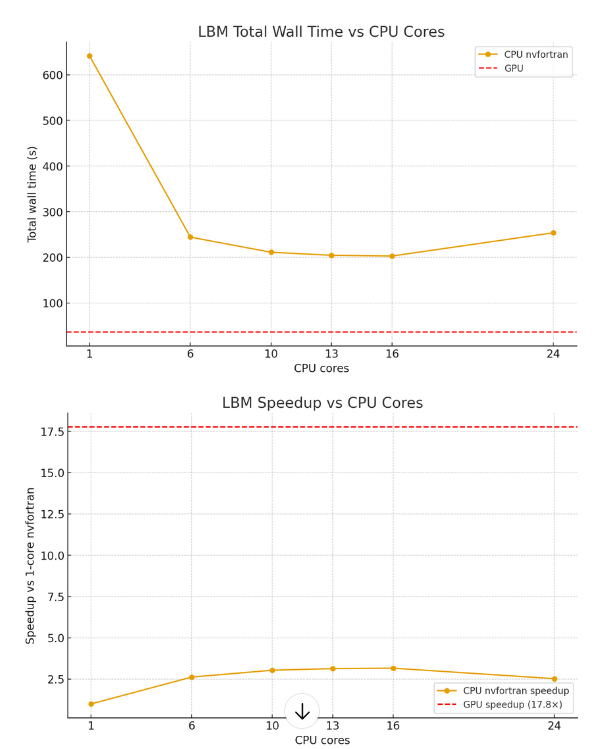 LBM Total Wall Time vs CPU Cores
CPU nvfortran
GPU
600
500
400
300
200
100
Total wall time (s)
1 6 10 13 16 24
CPU cores
LBM Speedup vs CPU Cores
17.5
15.0
12.5
10.0
7.5
5.0
2.5
Speedup vs 1-core nvfortran
CPU nvfortran speedup
GPU speedup (17.8×)
1 6 10 13 16 24
CPU cores